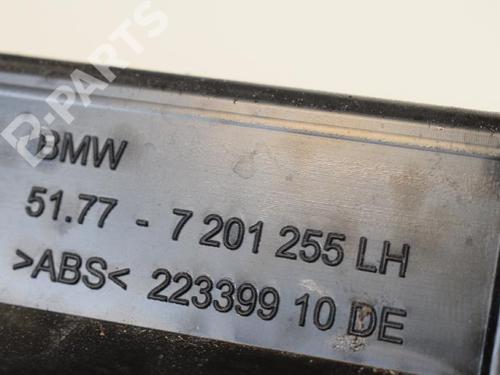 B-PARTS
BMW
51.77 - 7 201 255 LH
>ABS< 223399 10 DE